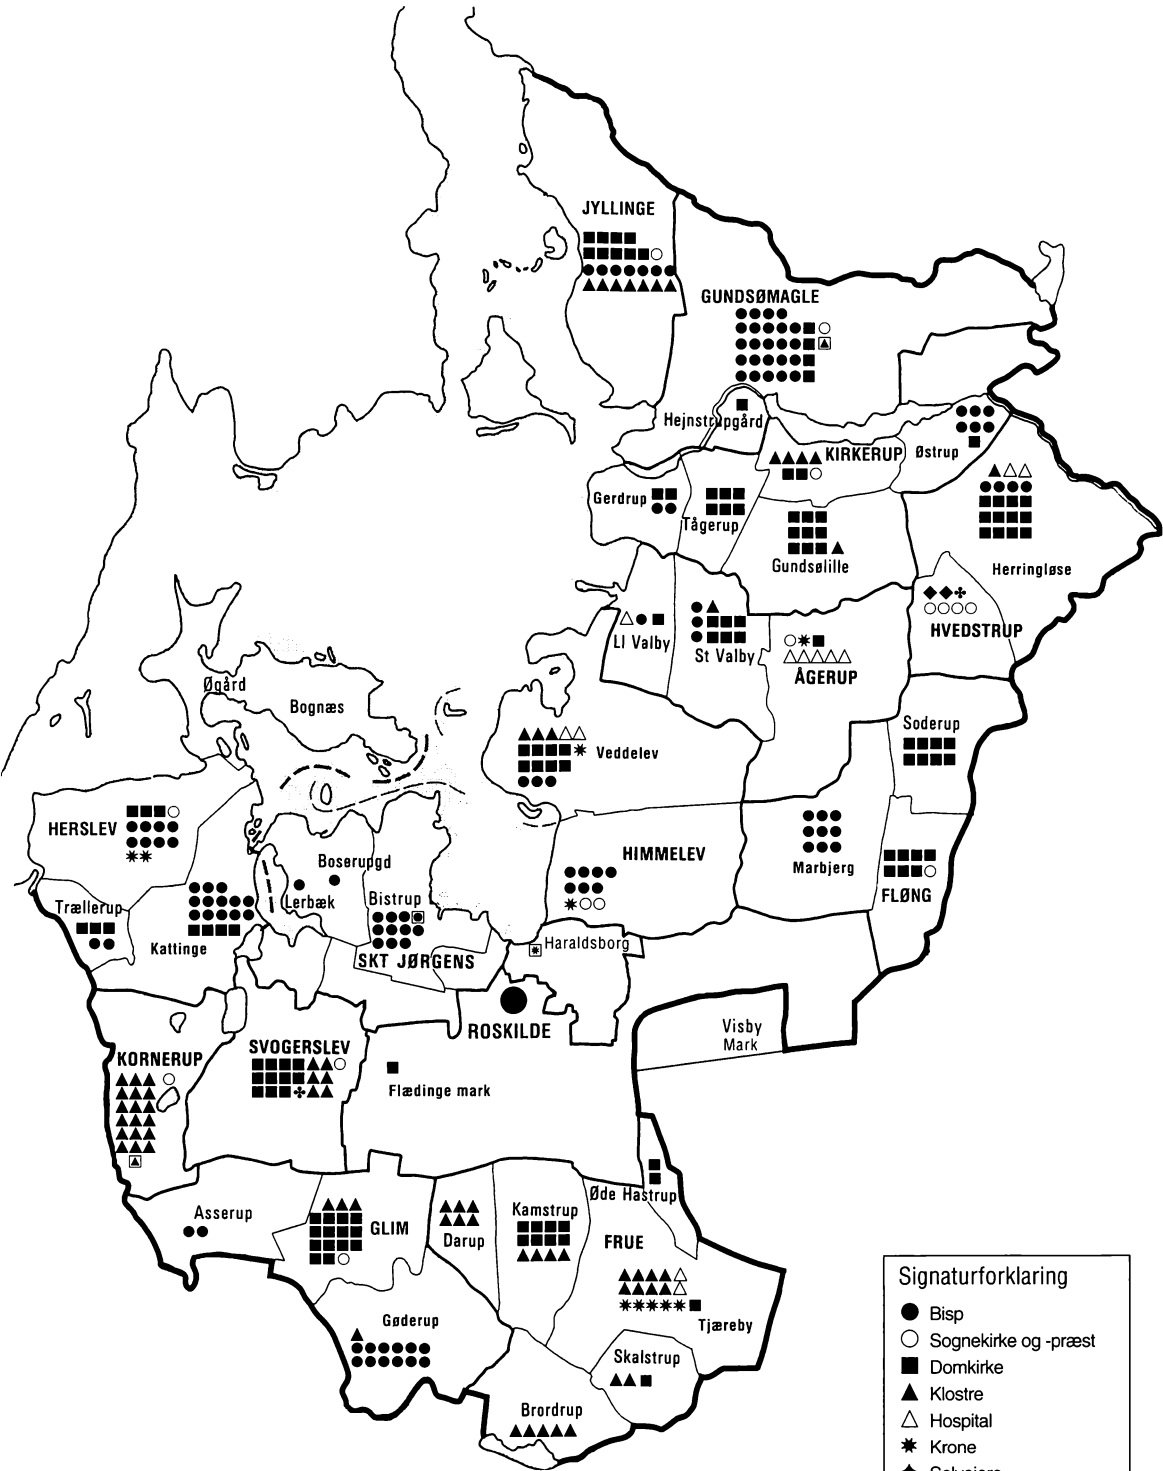 JYLLINGE
GUNDSØMAGLE
Hejnstrupgård
KIRKERUP
Østrup
Gerdrup
Tågerup
Gundsølille
Herringløse
HVEDSTRUP
Ll Valby
St Valby
ÅGERUP
Øgård
Bognæs
Soderup
Veddelev
HERSLEV
HIMMELEV
Marbjerg
FLØNG
Boserupgd
Lerbæk
Bistrup
Trællerup
Kattinge
SKT JØRGENS
Haraldsborg
ROSKILDE
Visby
Mark
KORNERUP
SVOGERSLEV
Flædinge mark
Øde Hastrup
Asserup
GLIM
Darup
Kamstrup
FRUE
Gøderup
Tjæreby
Skalstrup
Brordrup
Signaturforklaring
Bisp
Sognekirke og -præst
Domkirke
Klostre
Hospital
Krone